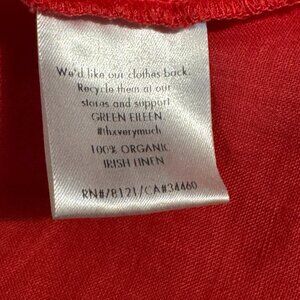 We'd like our clothes back.
Recycle them at our
stores and support
GREEN EILEEN
#thxverymuch
100% ORGANIC
IRISH LINEN
RN#7B121/CA#34460